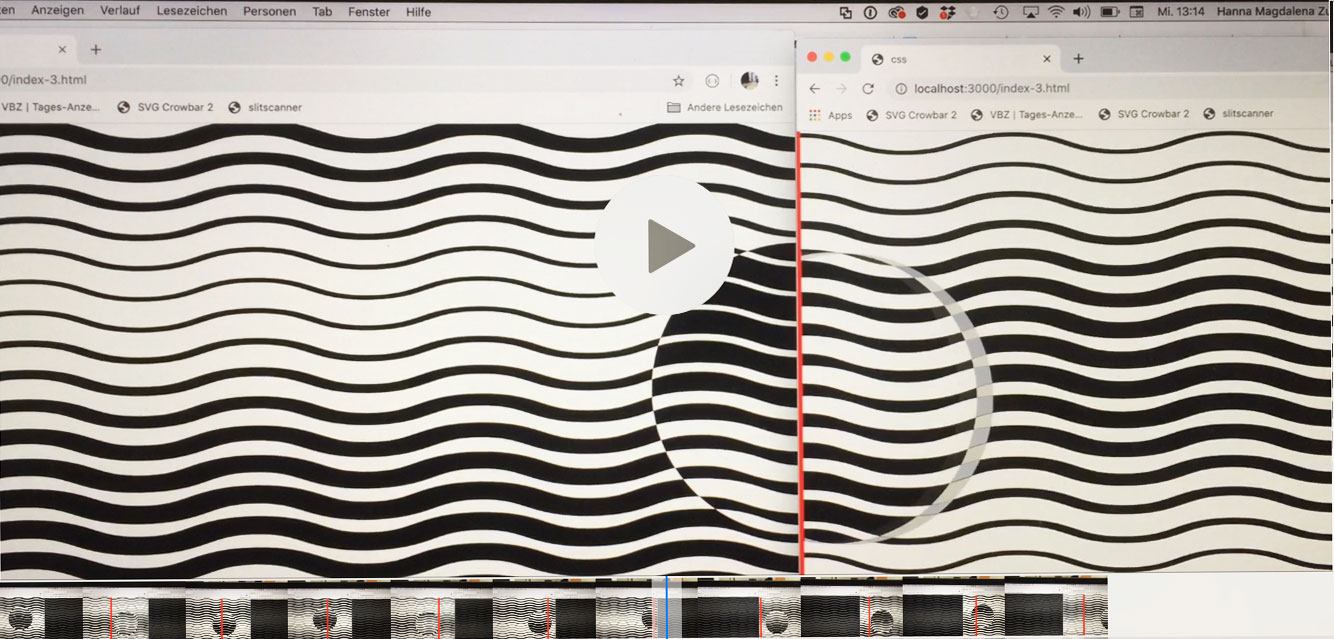 Anzeigen Verlauf Lesezeichen Personen Tab Fenster Hilfe Mi. 13:14 Hanna Magdalena
0/index-3.html
css
localhost:3000/index-3.html
VBZ | Tages-Anze... SVG Crowbar 2 slitscanner Andere Lesezeichen
Apps SVG Crowbar 2 VBZ | Tages-Anze... SVG Crowbar 2 slitscanner